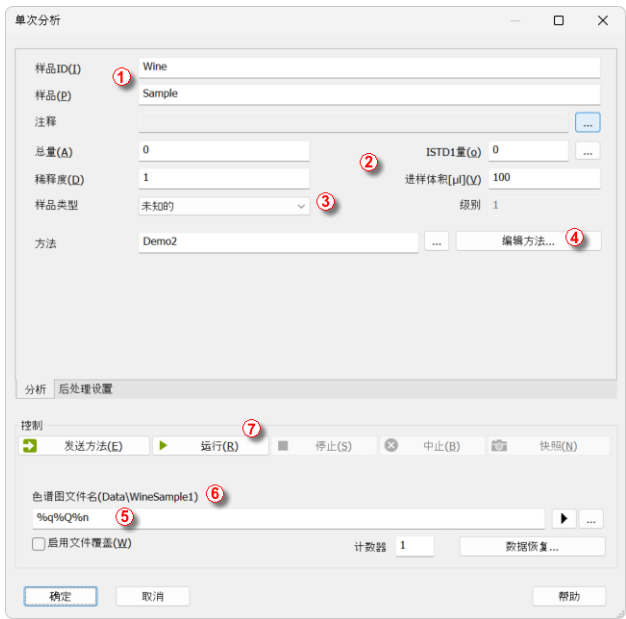 单次分析
样品ID(I) Wine
①
样品(P) Sample
注释 ...
总量(A) 0 ② ISTD1量(o) 0 ...
稀释度(D) 1 进样体积[µl](V) 100
样品类型 未知的 ③ 级别 1
方法 Demo2 ... 编辑方法... ④
分析 后处理设置
控制 ⑦
发送方法(E) 运行(R) 停止(S) 中止(B) 快照(N)
色谱图文件名(Data\WineSample1) ⑥
%q%Q%n ⑤ ...
启用文件覆盖(W) 计数器 1 数据恢复...
确定 取消 帮助